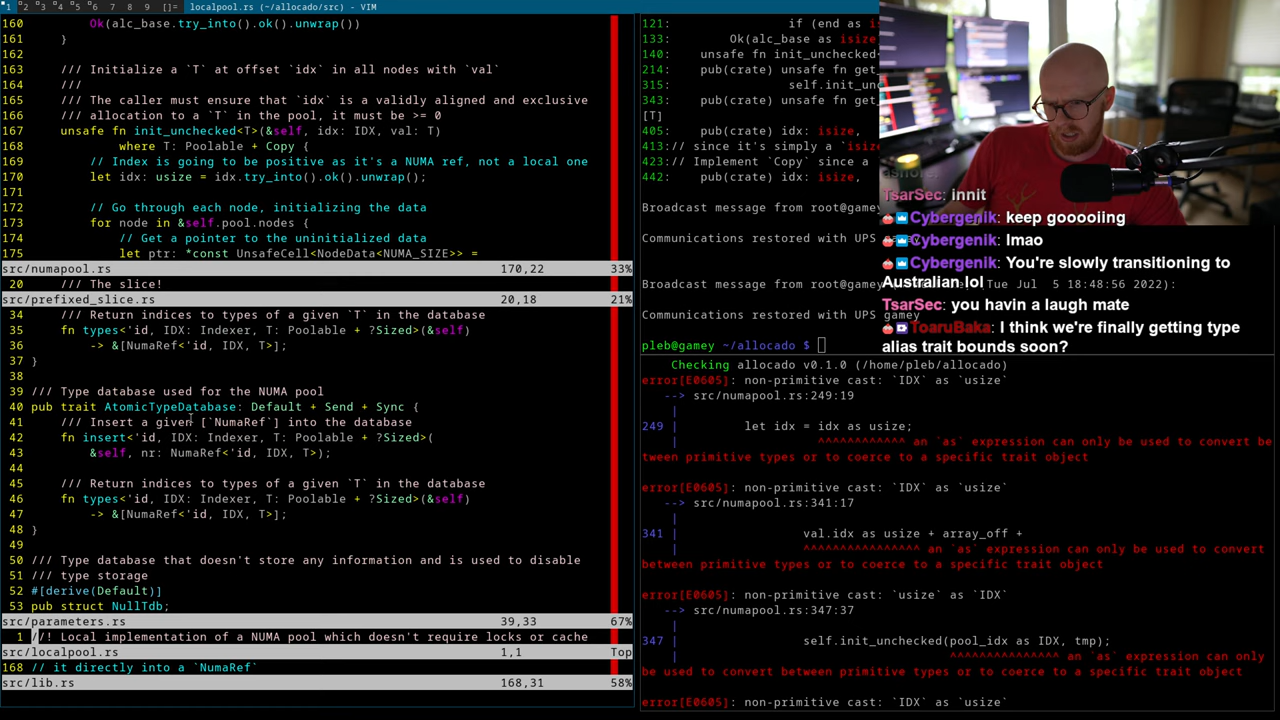 1 2 3 4 5 6 7 8 9 []= localpool.rs (~/allocado/src) - VIM
160 Ok(alc_base.try_into().ok().unwrap())
161 }
162
163 /// Initialize a `T` at offset `idx` in all nodes with `val`
164 ///
165 /// The caller must ensure that `idx` is a validly aligned and exclusive
166 /// allocation to a `T` in the pool, it must be >= 0
167 unsafe fn init_unchecked<T>(&self, idx: IDX, val: T)
168 where T: Poolable + Copy {
169 // Index is going to be positive as it's a NUMA ref, not a local one
170 let idx: usize = idx.try_into().ok().unwrap();
171
172 // Go through each node, initializing the data
173 for node in &self.pool.nodes {
174 // Get a pointer to the uninitialized data
175 let ptr: *const UnsafeCell<NodeData<NUMA_SIZE>> =
src/numapool.rs 170,22 33%
20 /// The slice!
src/prefixed_slice.rs 20,18 21%
34 /// Return indices to types of a given `T` in the database
35 fn types<'id, IDX: Indexer, T: Poolable + ?Sized>(&self)
36 -> &[NumaRef<'id, IDX, T>];
37 }
38
39 /// Type database used for the NUMA pool
40 pub trait AtomicTypeDatabase: Default + Send + Sync {
41 /// Insert a given [`NumaRef`] into the database
42 fn insert<'id, IDX: Indexer, T: Poolable + ?Sized>(
43 &self, nr: NumaRef<'id, IDX, T>);
44
45 /// Return indices to types of a given `T` in the database
46 fn types<'id, IDX: Indexer, T: Poolable + ?Sized>(&self)
47 -> &[NumaRef<'id, IDX, T>];
48 }
49
50 /// Type database that doesn't store any information and is used to disable
51 /// type storage
52 #[derive(Default)]
53 pub struct NullTdb;
src/parameters.rs 39,33 67%
1 //! Local implementation of a NUMA pool which doesn't require locks or cache
src/localpool.rs 1,1 Top
168 // it directly into a `NumaRef`
src/lib.rs 168,31 58%
121: if (end as i
133: Ok(alc_base as isize
140: unsafe fn init_unchecked
214: pub(crate) unsafe fn get_
315: self.init_unc
343: pub(crate) unsafe fn get_
[T]
405: pub(crate) idx: isize,
413:// since it's simply a `isize
423:// Implement `Copy` since a
442: pub(crate) idx: isize,
Broadcast message from root@gamey
Communications restored with UPS
Broadcast message from root@game , (Tue Jul 5 18:48:56 2022):
Communications restored with UPS gamey
pleb@gamey ~/allocado $
TsarSec: innit
Cybergenik: keep gooooiing
Cybergenik: lmao
Cybergenik: You're slowly transitioning to
Australian lol
TsarSec: you havin a laugh mate
ToaruBaka: I think we're finally getting type
alias trait bounds soon?
Checking allocado v0.1.0 (/home/pleb/allocado)
error[E0605]: non-primitive cast: `IDX` as `usize`
--> src/numapool.rs:249:19
|
249 | let idx = idx as usize;
| ^^^^^^^^^^^^ an `as` expression can only be used to convert be
tween primitive types or to coerce to a specific trait object
error[E0605]: non-primitive cast: `IDX` as `usize`
--> src/numapool.rs:341:17
|
341 | val.idx as usize + array_off +
| ^^^^^^^^^^^^^^^^ an `as` expression can only be used to convert
between primitive types or to coerce to a specific trait object
error[E0605]: non-primitive cast: `usize` as `IDX`
--> src/numapool.rs:347:37
|
347 | self.init_unchecked(pool_idx as IDX, tmp);
| ^^^^^^^^^^^^^^^ an `as` expression can only
be used to convert between primitive types or to coerce to a specific trait object
error[E0605]: non-primitive cast: `IDX` as `usize`